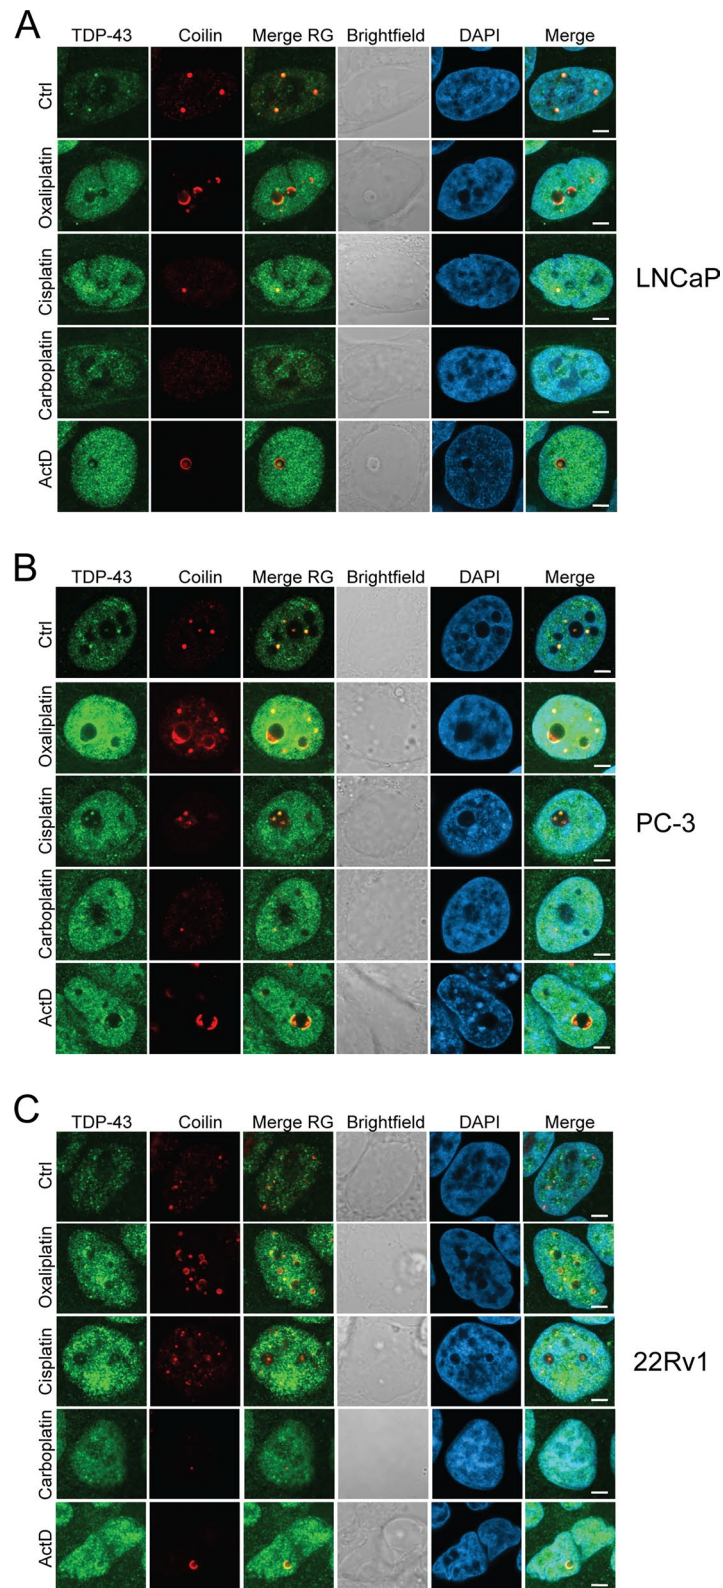 A
TDP-43 Coilin Merge RG Brightfield DAPI Merge
Ctrl
Oxaliplatin
Cisplatin
Carboplatin
ActD
LNCaP
B
TDP-43 Coilin Merge RG Brightfield DAPI Merge
Ctrl
Oxaliplatin
Cisplatin
Carboplatin
ActD
PC-3
C
TDP-43 Coilin Merge RG Brightfield DAPI Merge
Ctrl
Oxaliplatin
Cisplatin
Carboplatin
ActD
22Rv1